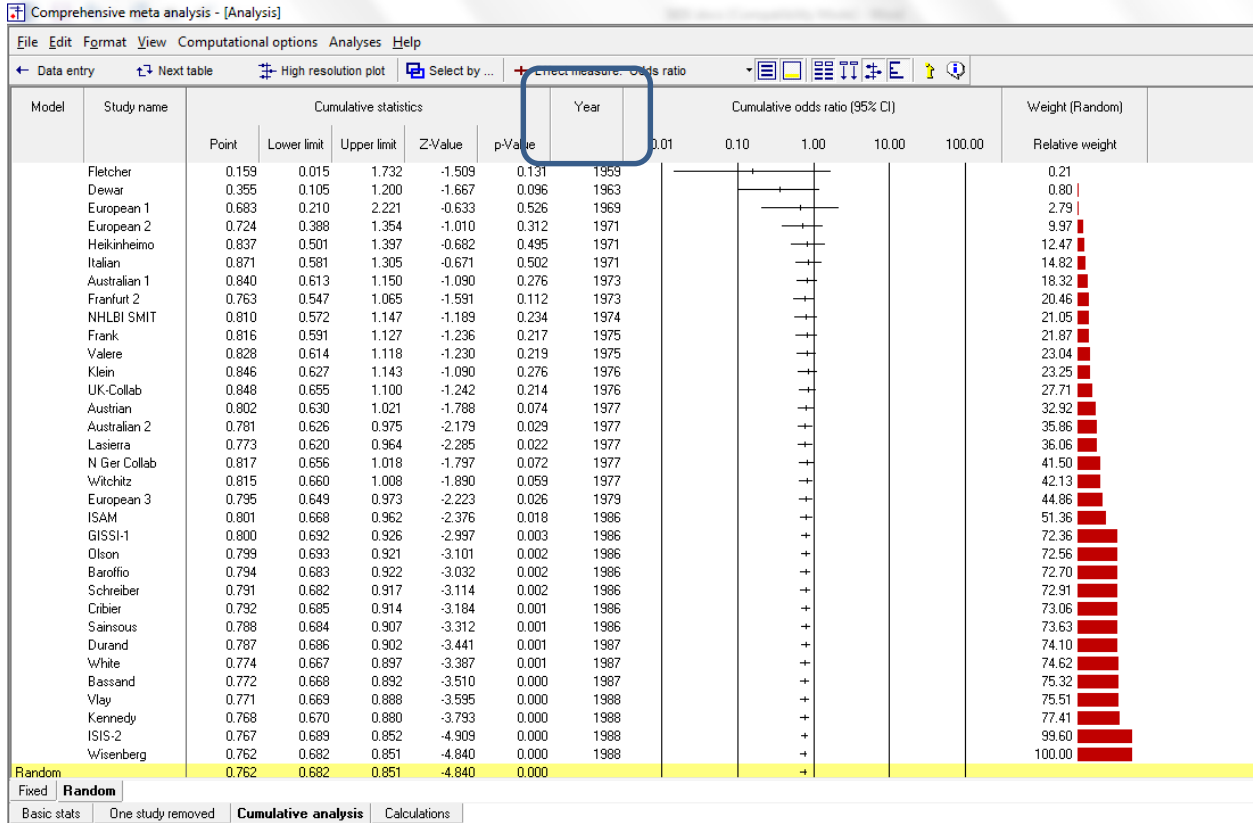 Comprehensive meta analysis - [Analysis]
File Edit Format View Computational options Analyses Help
← Data entry Next table High resolution plot Select by ... Effect measure: Odds ratio
Model Study name Cumulative statistics Year Cumulative odds ratio (95% CI) Weight (Random)
Point Lower limit Upper limit Z-Value p-Value 0.01 0.10 1.00 10.00 100.00 Relative weight
Fletcher 0.159 0.015 1.732 -1.509 0.131 1959 0.21
Dewar 0.355 0.105 1.200 -1.667 0.096 1963 0.80
European 1 0.683 0.210 2.221 -0.633 0.526 1969 2.79
European 2 0.724 0.388 1.354 -1.010 0.312 1971 9.97
Heikinheimo 0.837 0.501 1.397 -0.682 0.495 1971 12.47
Italian 0.871 0.581 1.305 -0.671 0.502 1971 14.82
Australian 1 0.840 0.613 1.150 -1.090 0.276 1973 18.32
Franfurt 2 0.763 0.547 1.065 -1.591 0.112 1973 20.46
NHLBI SMIT 0.810 0.572 1.147 -1.189 0.234 1974 21.05
Frank 0.816 0.591 1.127 -1.236 0.217 1975 21.87
Valere 0.828 0.614 1.118 -1.230 0.219 1975 23.04
Klein 0.846 0.627 1.143 -1.090 0.276 1976 23.25
UK-Collab 0.848 0.655 1.100 -1.242 0.214 1976 27.71
Austrian 0.802 0.630 1.021 -1.788 0.074 1977 32.92
Australian 2 0.781 0.626 0.975 -2.179 0.029 1977 35.86
Lasierra 0.773 0.620 0.964 -2.285 0.022 1977 36.06
N Ger Collab 0.817 0.656 1.018 -1.797 0.072 1977 41.50
Witchitz 0.815 0.660 1.008 -1.890 0.059 1977 42.13
European 3 0.795 0.649 0.973 -2.223 0.026 1979 44.86
ISAM 0.801 0.668 0.962 -2.376 0.018 1986 51.36
GISSI-1 0.800 0.692 0.926 -2.997 0.003 1986 72.36
Olson 0.799 0.693 0.921 -3.101 0.002 1986 72.56
Baroffio 0.794 0.683 0.922 -3.032 0.002 1986 72.70
Schreiber 0.791 0.682 0.917 -3.114 0.002 1986 72.91
Cribier 0.792 0.685 0.914 -3.184 0.001 1986 73.06
Sainsous 0.788 0.684 0.907 -3.312 0.001 1986 73.63
Durand 0.787 0.686 0.902 -3.441 0.001 1987 74.10
White 0.774 0.667 0.897 -3.387 0.001 1987 74.62
Bassand 0.772 0.668 0.892 -3.510 0.000 1987 75.32
Vlay 0.771 0.669 0.888 -3.595 0.000 1988 75.51
Kennedy 0.768 0.670 0.880 -3.793 0.000 1988 77.41
ISIS-2 0.767 0.689 0.852 -4.909 0.000 1988 99.60
Wisenberg 0.762 0.682 0.851 -4.840 0.000 1988 100.00
Random 0.762 0.682 0.851 -4.840 0.000
Fixed Random
Basic stats One study removed Cumulative analysis Calculations